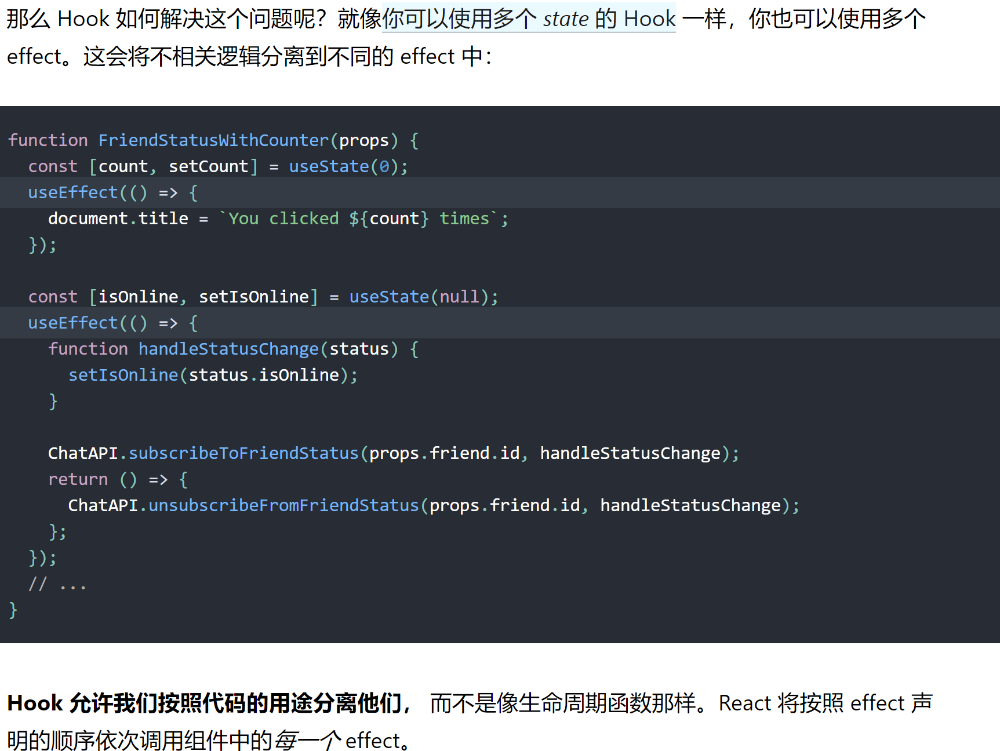 那么 Hook 如何解决这个问题呢？就像你可以使用多个 state 的 Hook 一样，你也可以使用多个
effect。这会将不相关逻辑分离到不同的 effect 中：
function FriendStatusWithCounter(props) {
  const [count, setCount] = useState(0);
  useEffect(() => {
    document.title = `You clicked ${count} times`;
  });
  const [isOnline, setIsOnline] = useState(null);
  useEffect(() => {
    function handleStatusChange(status) {
      setIsOnline(status.isOnline);
    }
    ChatAPI.subscribeToFriendStatus(props.friend.id, handleStatusChange);
    return () => {
      ChatAPI.unsubscribeFromFriendStatus(props.friend.id, handleStatusChange);
    };
  });
  // ...
}
Hook 允许我们按照代码的用途分离他们， 而不是像生命周期函数那样。React 将按照 effect 声
明的顺序依次调用组件中的每一个 effect。